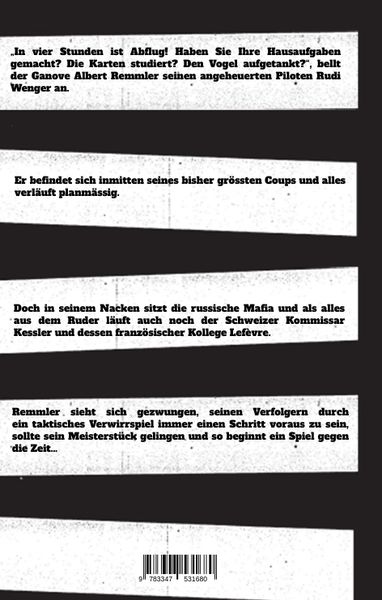 „In vier Stunden ist Abflug! Haben Sie Ihre Hausaufgaben
gemacht? Die Karten studiert? Den Vogel aufgetankt?", bellt
der Ganove Albert Remmler seinen angeheuerten Piloten Rudi
Wenger an.
Er befindet sich inmitten seines bisher grössten Coups und alles
verläuft planmässig.
Doch in seinem Nacken sitzt die russische Mafia und als alles
aus dem Ruder läuft auch noch der Schweizer Kommissar
Kessler und dessen französischer Kollege Lefèvre.
Remmler sieht sich gezwungen, seinen Verfolgern durch
ein taktisches Verwirrspiel immer einen Schritt voraus zu sein,
sollte sein Meisterstück gelingen und so beginnt ein Spiel gegen
die Zeit...
9 783347 531680